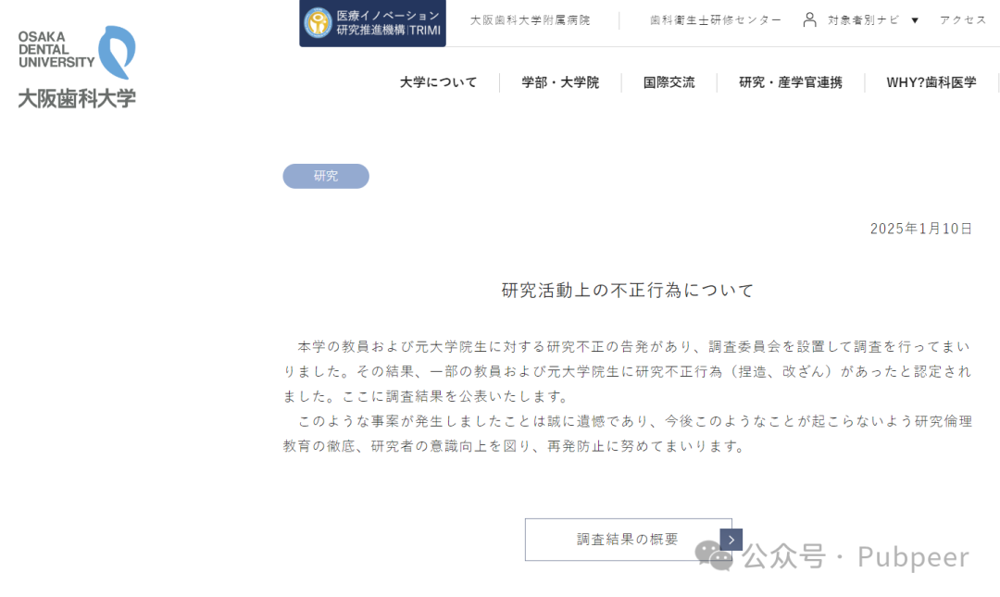 OSAKA
DENTAL
UNIVERSITY
大阪歯科大学
医療イノベーション
研究推進機構|TRIMI
大阪歯科大学附属病院
歯科衛生士研修センター
対象者別ナビ ▼
アクセス
大学について
学部・大学院
国際交流
研究・産学官連携
WHY?歯科医学
研究
2025年1月10日
研究活動上の不正行為について
本学の教員および元大学院生に対する研究不正の告発があり、調査委員会を設置して調査を行ってまい
りました。その結果、一部の教員および元大学院生に研究不正行為（捏造、改ざん）があったと認定され
ました。ここに調査結果を公表いたします。
このような事案が発生しましたことは誠に遺憾であり、今後このようなことが起こらないよう研究倫理
教育の徹底、研究者の意識向上を図り、再発防止に努めてまいります。
調査結果の概要
公众号・Pubpeer